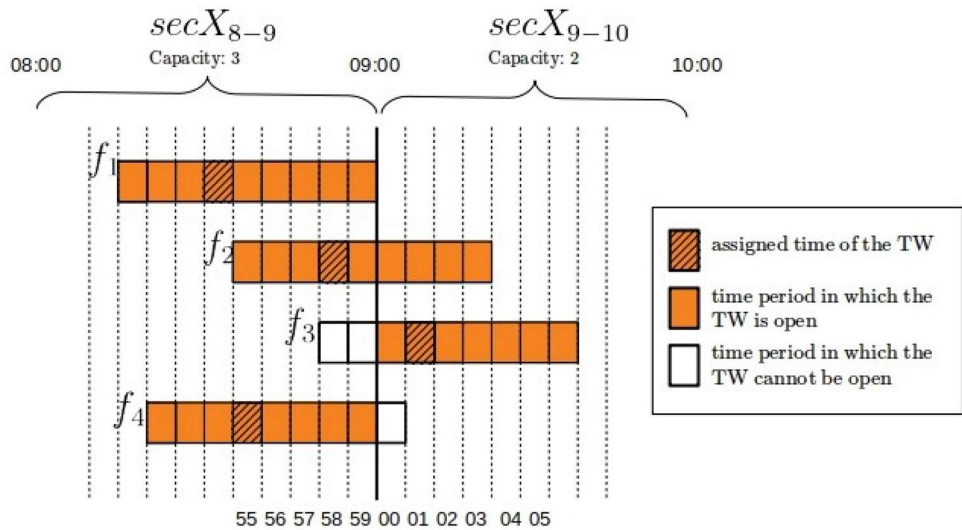 secX8−9
secX9−10
Capacity: 3
Capacity: 2
08:00
09:00
10:00
f1
f2
f3
f4
assigned time of the TW
time period in which the
TW is open
time period in which the
TW cannot be open
55 56 57 58 59 00 01 02 03 04 05